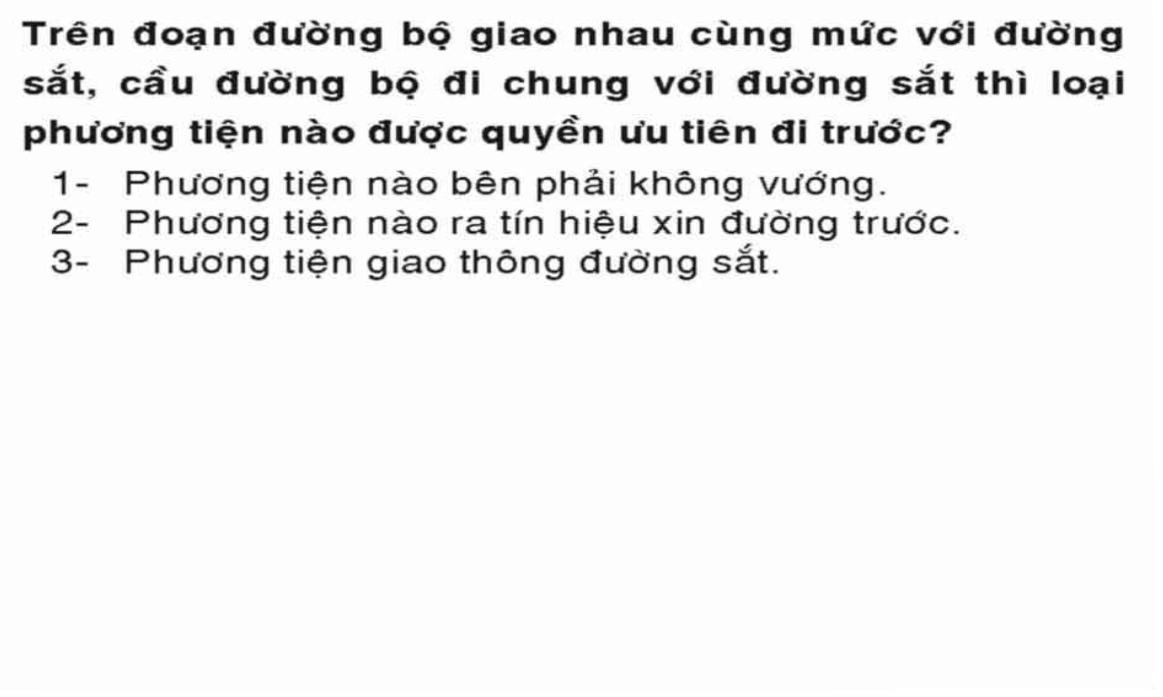 Trên đoạn đường bộ giao nhau cùng mức với đường
sắt, cầu đường bộ đi chung với đường sắt thì loại
phương tiện nào được quyền ưu tiên đi trước?
1- Phương tiện nào bên phải không vướng.
2- Phương tiện nào ra tín hiệu xin đường trước.
3- Phương tiện giao thông đường sắt.